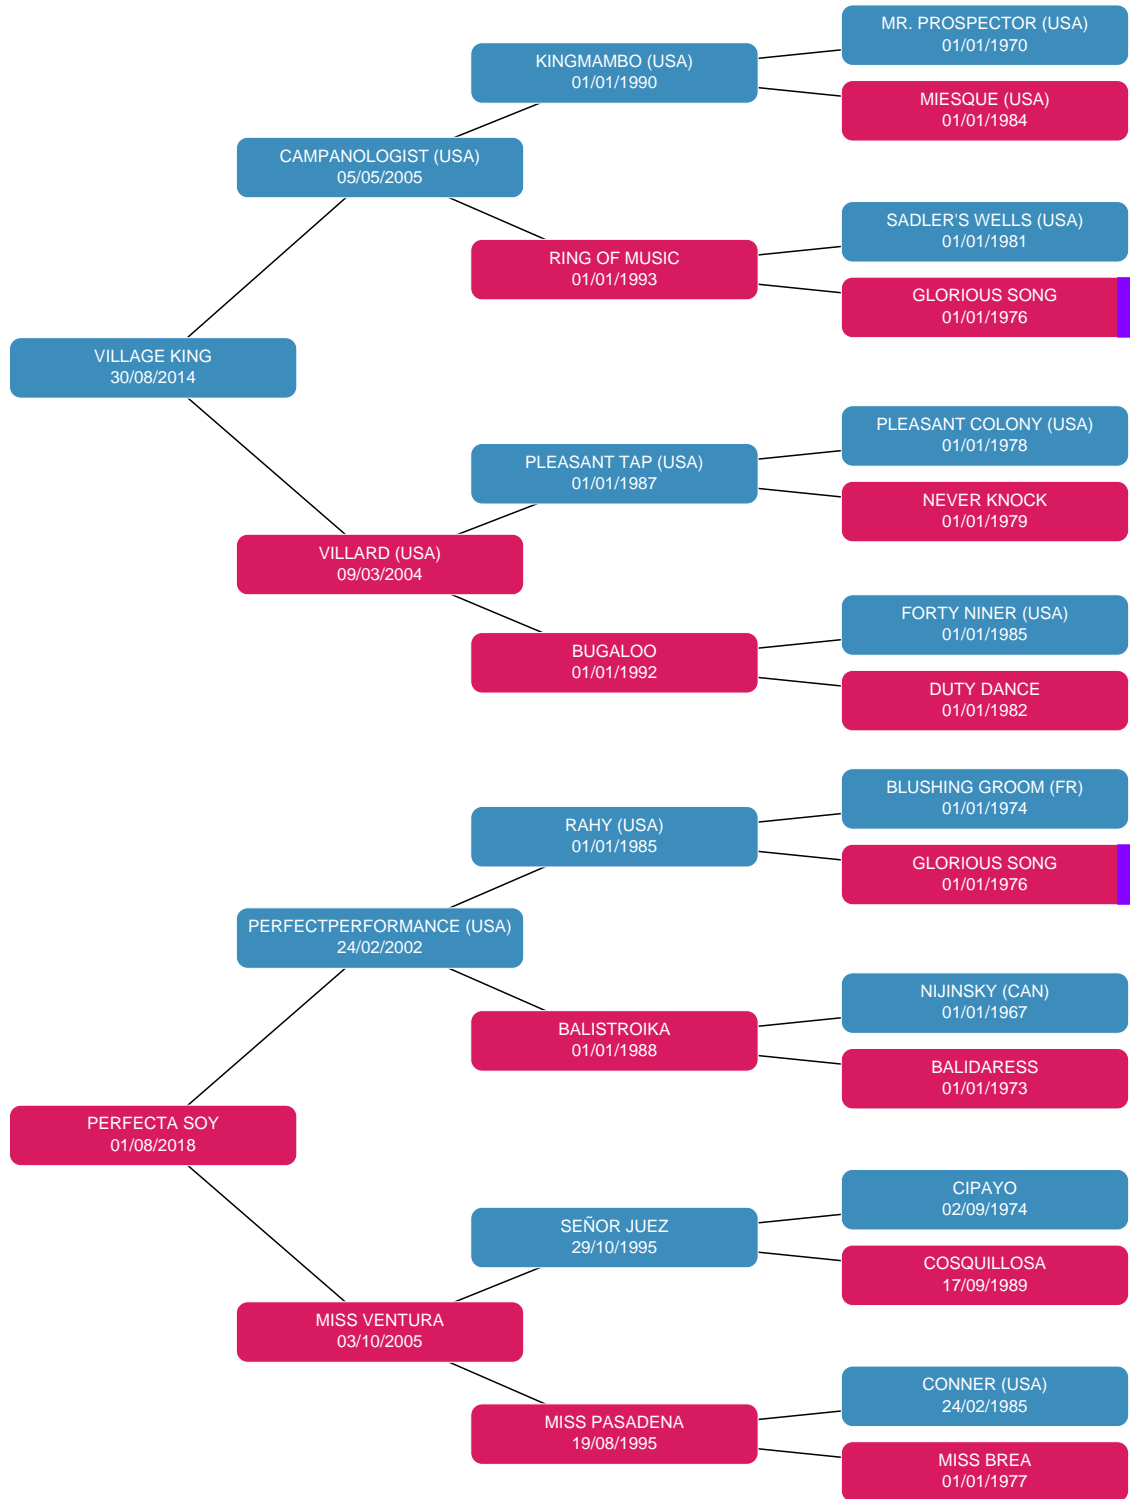 MR. PROSPECTOR (USA)
01/01/1970
KINGMAMBO (USA)
01/01/1990
MIESQUE (USA)
01/01/1984
CAMPANOLOGIST (USA)
05/05/2005
SADLER'S WELLS (USA)
01/01/1981
RING OF MUSIC
01/01/1993
GLORIOUS SONG
01/01/1976
VILLAGE KING
30/08/2014
PLEASANT COLONY (USA)
01/01/1978
PLEASANT TAP (USA)
01/01/1987
NEVER KNOCK
01/01/1979
VILLARD (USA)
09/03/2004
FORTY NINER (USA)
01/01/1985
BUGALOO
01/01/1992
DUTY DANCE
01/01/1982
BLUSHING GROOM (FR)
01/01/1974
RAHY (USA)
01/01/1985
GLORIOUS SONG
01/01/1976
PERFECTPERFORMANCE (USA)
24/02/2002
NIJINSKY (CAN)
01/01/1967
BALISTROIKA
01/01/1988
BALIDARESS
01/01/1973
PERFECTA SOY
01/08/2018
CIPAYO
02/09/1974
SEÑOR JUEZ
29/10/1995
COSQUILLOSA
17/09/1989
MISS VENTURA
03/10/2005
CONNER (USA)
24/02/1985
MISS PASADENA
19/08/1995
MISS BREA
01/01/1977